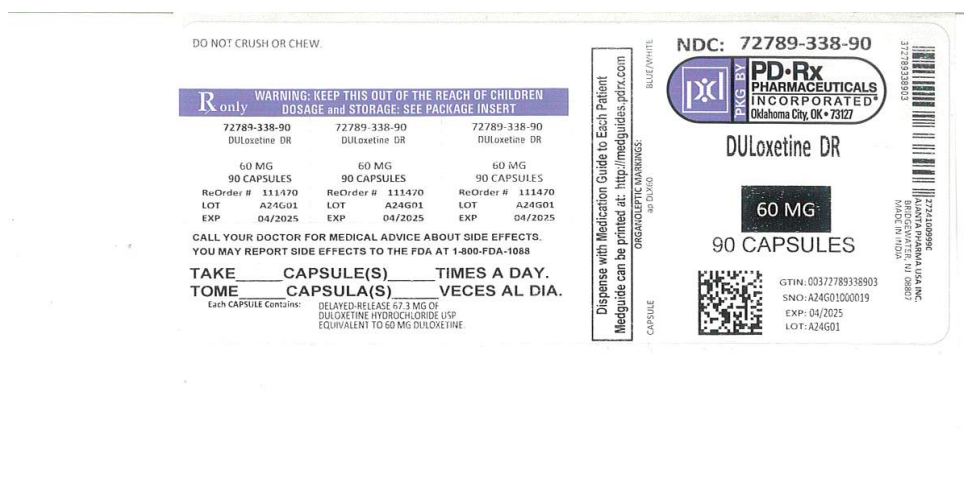 DO NOT CRUSH OR CHEW.
Rx only
WARNING: KEEP THIS OUT OF THE REACH OF CHILDREN
DOSAGE and STORAGE: SEE PACKAGE INSERT
72789-338-90 72789-338-90 72789-338-90
DULoxetine DR DULoxetine DR DULoxetine DR
60 MG 60 MG 60 MG
90 CAPSULES 90 CAPSULES 90 CAPSULES
ReOrder # 111470 ReOrder # 111470 ReOrder # 111470
LOT A24G01 LOT A24G01 LOT A24G01
EXP 04/2025 EXP 04/2025 EXP 04/2025
CALL YOUR DOCTOR FOR MEDICAL ADVICE ABOUT SIDE EFFECTS.
YOU MAY REPORT SIDE EFFECTS TO THE FDA AT 1-800-FDA-1088
TAKE_____CAPSULE(S)_____TIMES A DAY.
TOME_____CAPSULA(S)_____VECES AL DIA.
Each CAPSULE Contains: DELAYED-RELEASE 67.3 MG OF
DULOXETINE HYDROCHLORIDE USP
EQUIVALENT TO 60 MG DULOXETINE.
Dispense with Medication Guide to Each Patient
Medguide can be printed at: http://medguides.pdrx.com
ORGANOLEPTIC MARKINGS:
CAPSULE ap DLX60 BLUE/WHITE
NDC: 72789-338-90
PKG BY
PD·Rx
PHARMACEUTICALS
INCORPORATED®
Oklahoma City, OK • 73127
DULoxetine DR
60 MG
90 CAPSULES
GTIN: 00372789338903
SNO: A24G01000019
EXP: 04/2025
LOT: A24G01
372789338903
27241009990
AJANTA PHARMA USA INC.
BRIDGEWATER, NJ 08807
MADE IN INDIA